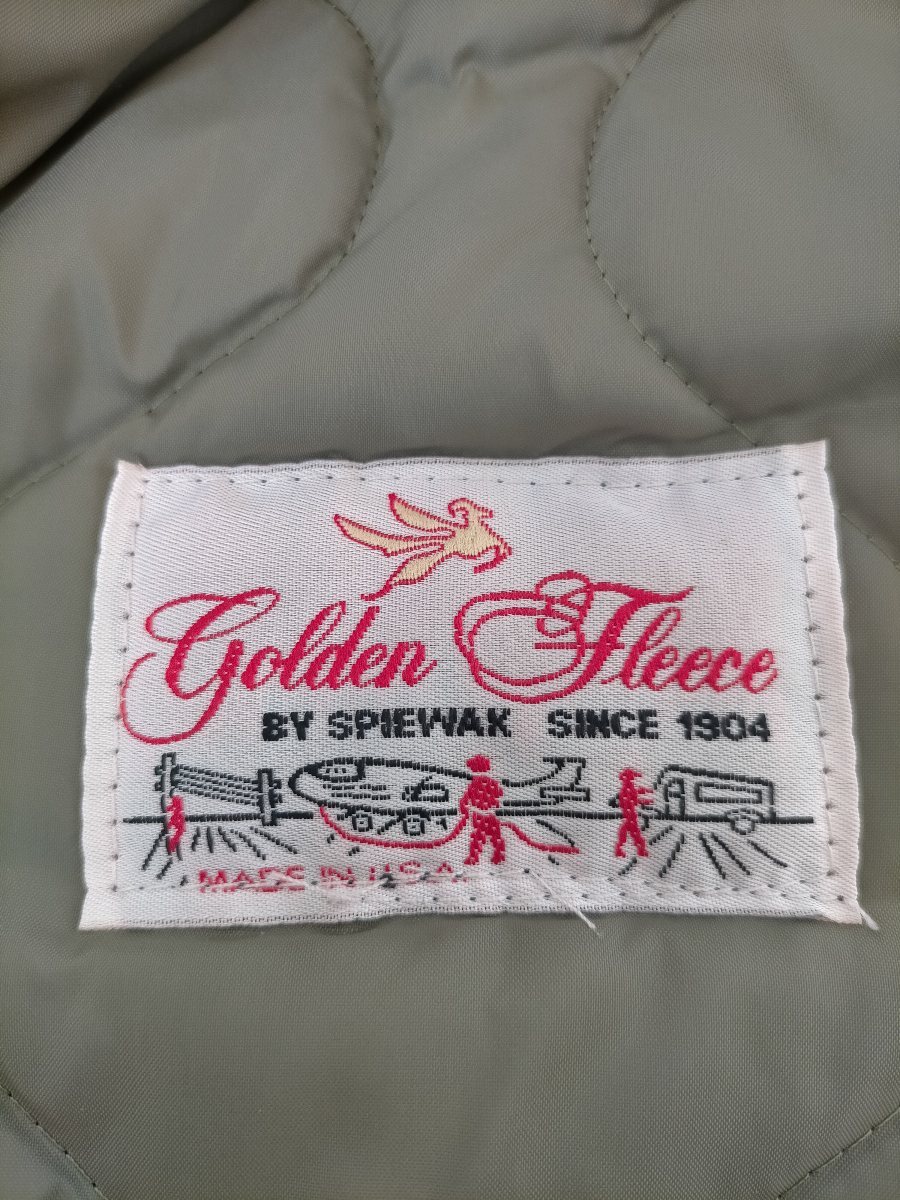 Golden Fleece
BY SPIEWAK SINCE 1904
MADE IN U.S.A.